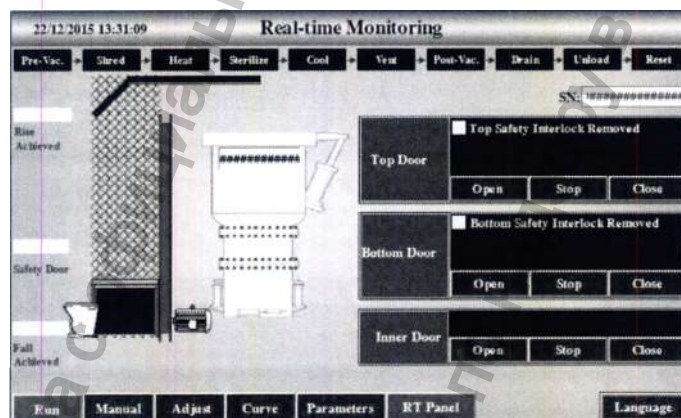 22/12/2015 13:31:09 Real-time Monitoring
Pre-Vac. Shred Heat Sterilize Cool Vent Post-Vac. Drain Unload Reset
SN: ##############
Rise
Achieved
Top Door
Top Safety Interlock Removed
Open Stop Close
###########
Safety Door
Bottom Door
Bottom Safety Interlock Removed
Open Stop Close
Fall
Achieved
Inner Door
Open Stop Close
Run Manual Adjust Curve Parameters RT Panel Language